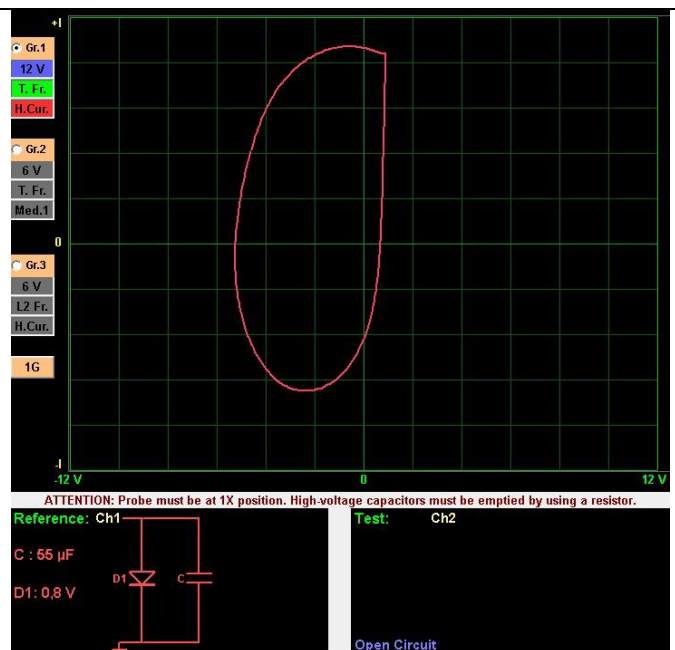 +I
Gr.1
12 V
T. Fr.
H.Cur.
Gr.2
6 V
T. Fr.
Med.1
0
Gr.3
6 V
L2 Fr.
H.Cur.
1G
-I
-12 V 0 12 V
ATTENTION: Probe must be at 1X position. High-voltage capacitors must be emptied by using a resistor.
Reference: Ch1
C : 55 µF
D1 C
D1: 0,8 V
Test: Ch2
Open Circuit